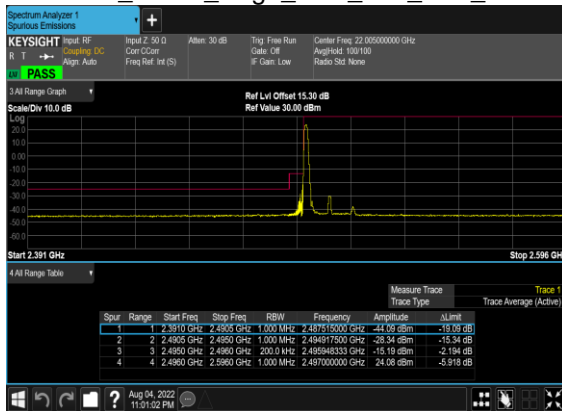 Spectrum Analyzer 1
Spurious Emissions
+
KEYSIGHT
R T
Input: RF
Coupling: DC
Align: Auto
Input Z: 50 Ω
Corr CCorr
Freq Ref: Int (S)
Atten: 30 dB
Trig: Free Run
Gate: Off
IF Gain: Low
Center Freq: 22.005000000 GHz
Avg|Hold: 100/100
Radio Std: None
PASS
3 All Range Graph
Scale/Div 10.0 dB
Ref Lvl Offset 15.30 dB
Ref Value 30.00 dBm
Log
20.0
10.0
0.00
-10.0
-20.0
-30.0
-40.0
-50.0
-60.0
Start 2.391 GHz
Stop 2.596 GH
4 All Range Table
Measure Trace Trace 1
Trace Type Trace Average (Active)
Spur Range Start Freq Stop Freq RBW Frequency Amplitude ΔLimit
1 1 2.3910 GHz 2.4905 GHz 1.000 MHz 2.487515000 GHz -44.09 dBm -19.09 dB
2 2 2.4905 GHz 2.4950 GHz 1.000 MHz 2.494917500 GHz -28.34 dBm -15.34 dB
3 3 2.4950 GHz 2.4960 GHz 200.0 kHz 2.495948333 GHz -15.19 dBm -2.194 dB
4 4 2.4960 GHz 2.5960 GHz 1.000 MHz 2.497000000 GHz 24.08 dBm -5.918 dB
?
Aug 04, 2022
11:01:02 PM